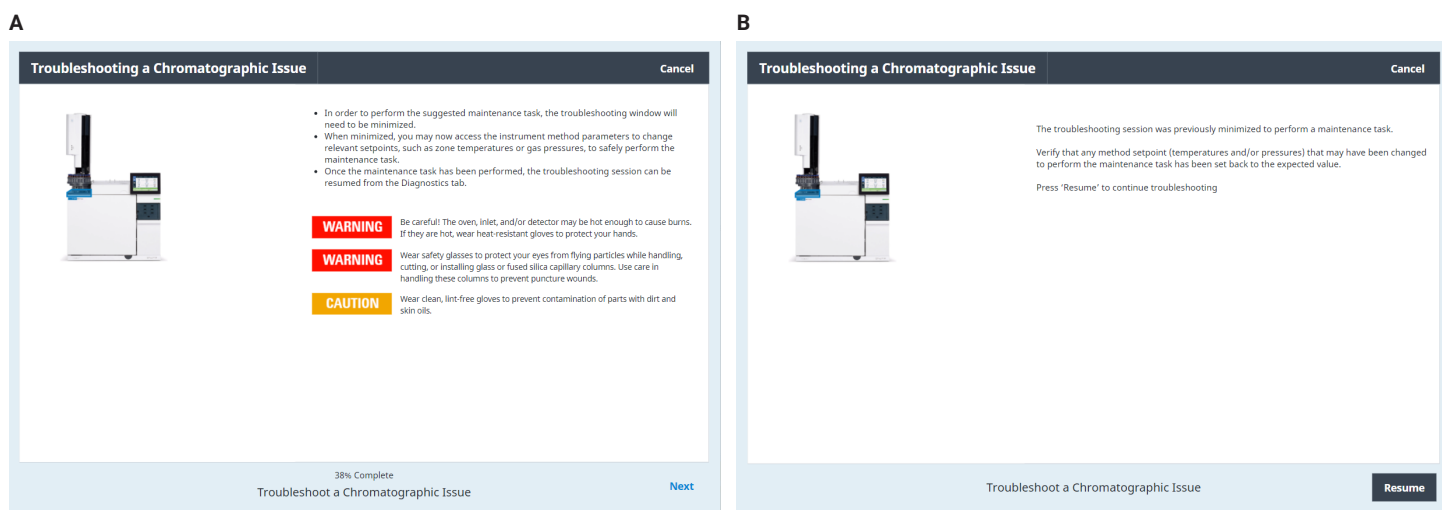 A
Troubleshooting a Chromatographic Issue
Cancel
• In order to perform the suggested maintenance task, the troubleshooting window will
need to be minimized.
• When minimized, you may now access the instrument method parameters to change
relevant setpoints, such as zone temperatures or gas pressures, to safely perform the
maintenance task.
• Once the maintenance task has been performed, the troubleshooting session can be
resumed from the Diagnostics tab.
WARNING
Be careful! The oven, inlet, and/or detector may be hot enough to cause burns.
If they are hot, wear heat-resistant gloves to protect your hands.
WARNING
Wear safety glasses to protect your eyes from flying particles while handling,
cutting, or installing glass or fused silica capillary columns. Use care in
handling these columns to prevent puncture wounds.
CAUTION
Wear clean, lint-free gloves to prevent contamination of parts with dirt and
skin oils.
38% Complete
Troubleshoot a Chromatographic Issue
Next
B
Troubleshooting a Chromatographic Issue
Cancel
The troubleshooting session was previously minimized to perform a maintenance task.
Verify that any method setpoint (temperatures and/or pressures) that may have been changed
to perform the maintenance task has been set back to the expected value.
Press ‘Resume’ to continue troubleshooting
Troubleshoot a Chromatographic Issue
Resume